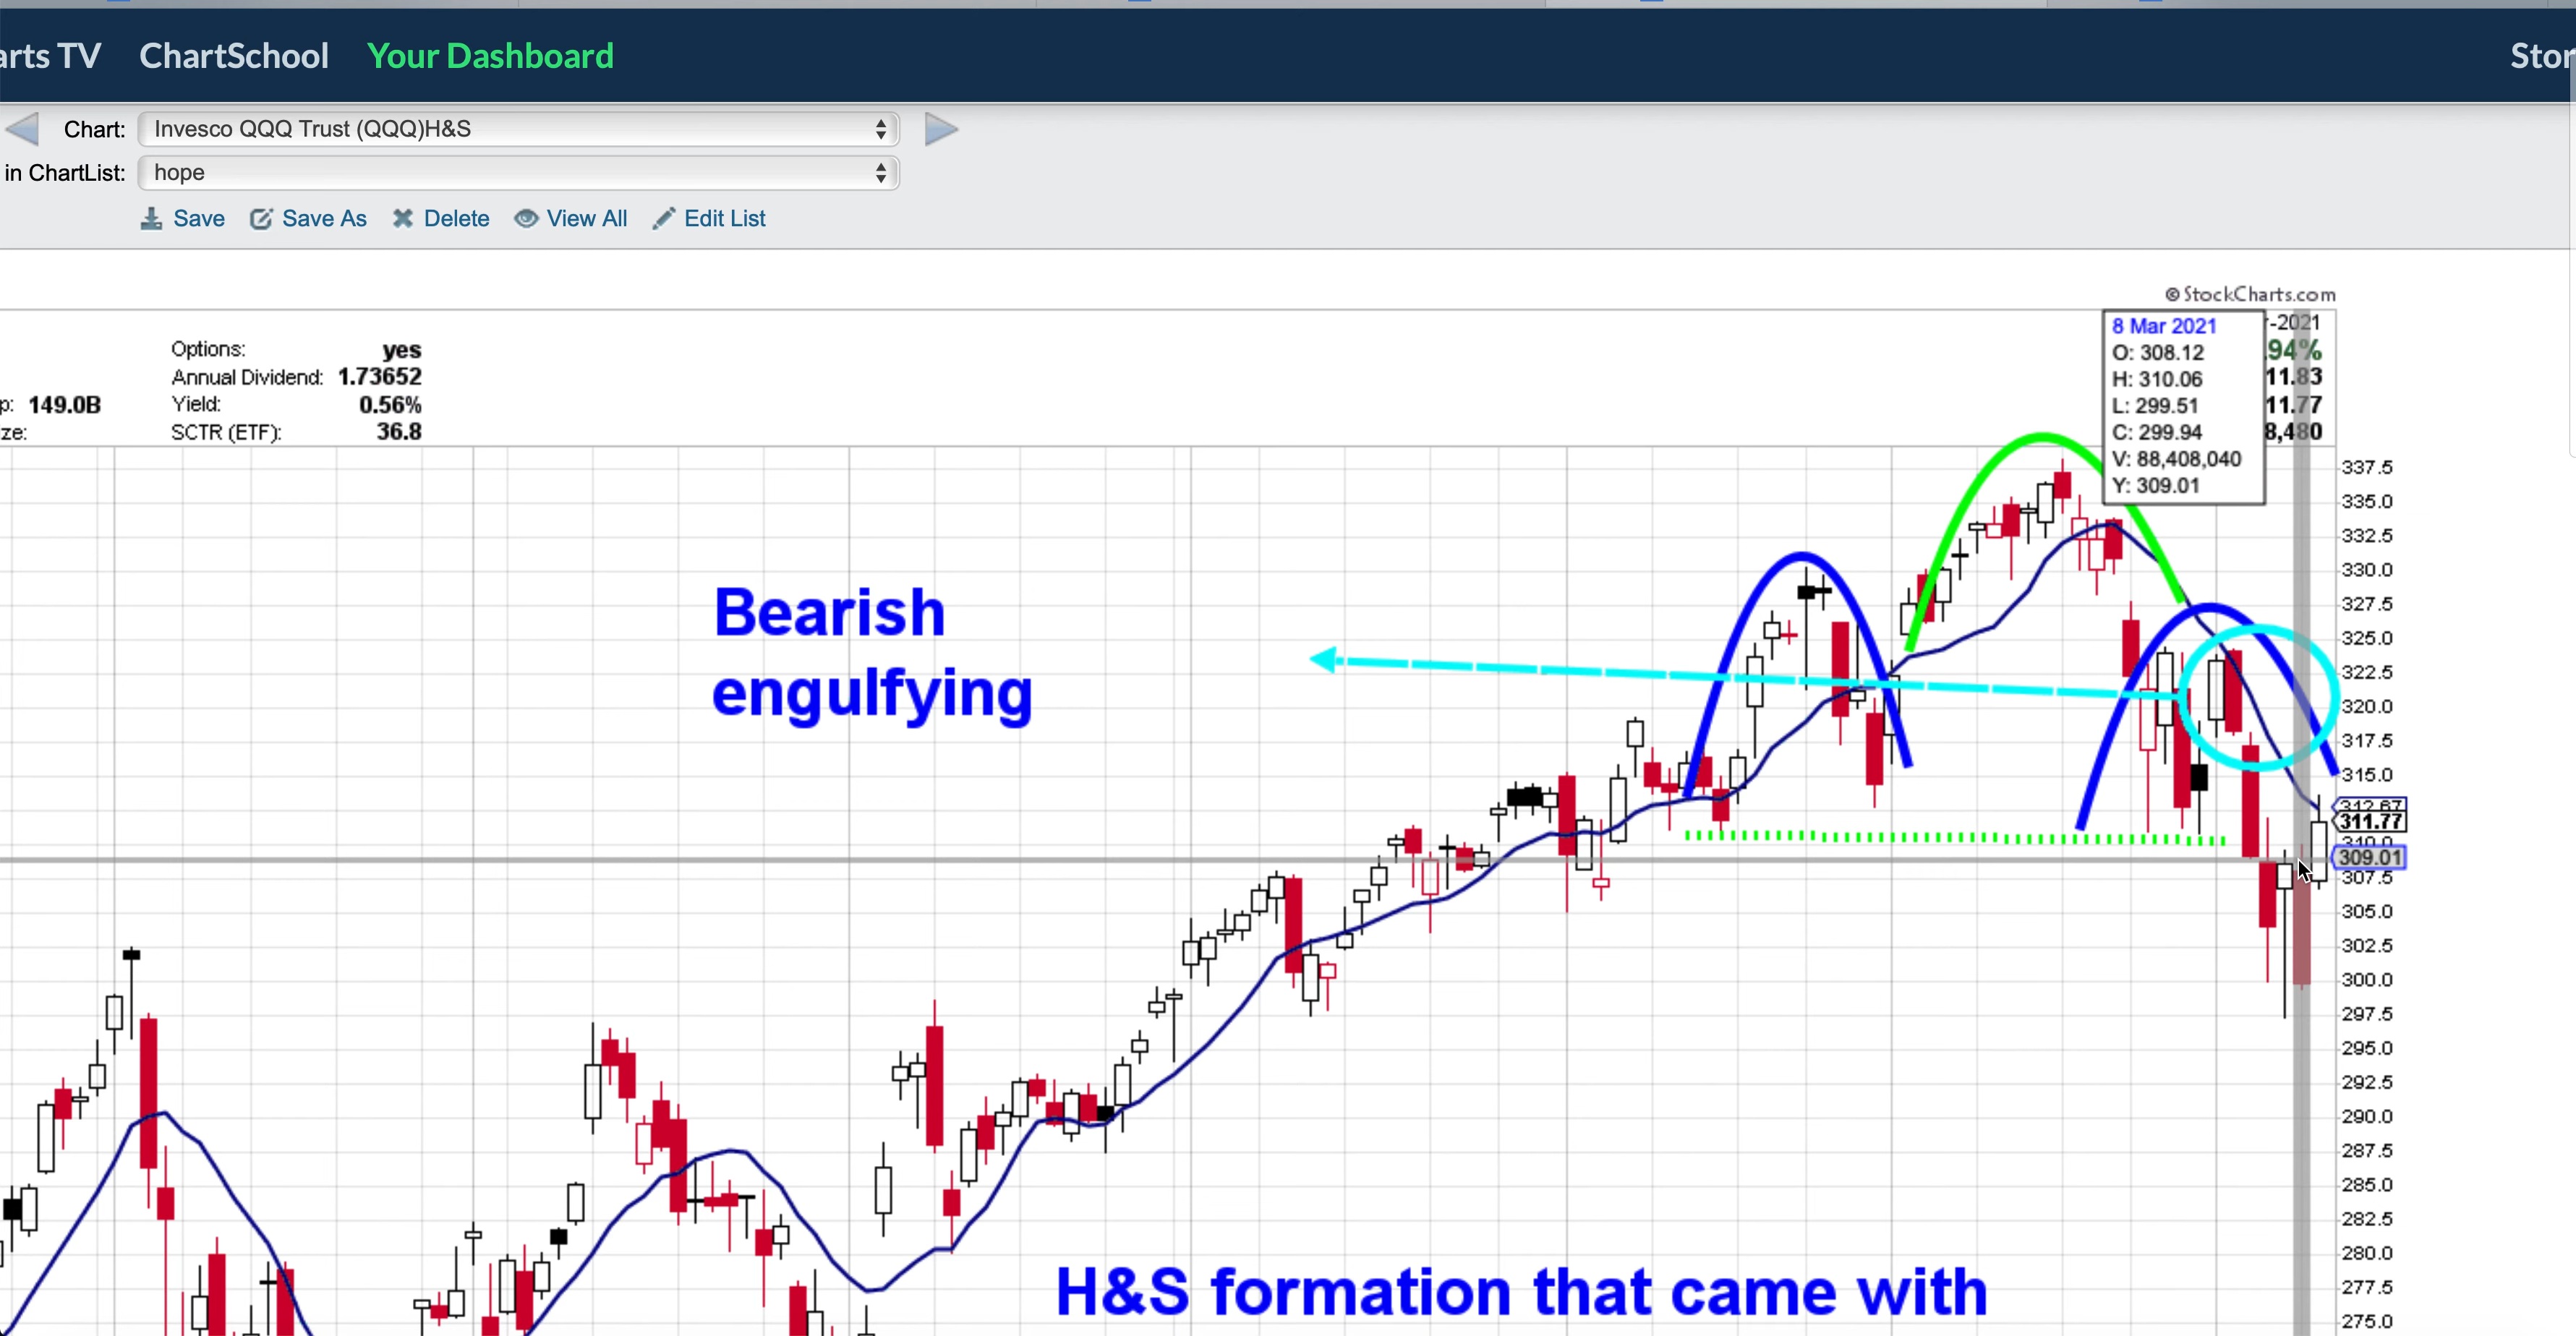 arts TV ChartSchool Your Dashboard Stor
Chart: Invesco QQQ Trust (QQQ)H&S
in ChartList: hope
Save Save As Delete View All Edit List
© StockCharts.com
r-2021
.94%
11.83
11.77
8,480
8 Mar 2021
O: 308.12
H: 310.06
L: 299.51
C: 299.94
V: 88,408,040
Y: 309.01
Options: yes
Annual Dividend: 1.73652
p: 149.0B Yield: 0.56%
ze: SCTR (ETF): 36.8
337.5
335.0
332.5
330.0
327.5
325.0
322.5
320.0
317.5
315.0
312.67
311.77
310.0
309.01
307.5
305.0
302.5
300.0
297.5
295.0
292.5
290.0
287.5
285.0
282.5
280.0
277.5
275.0
Bearish
engulfying
H&S formation that came with